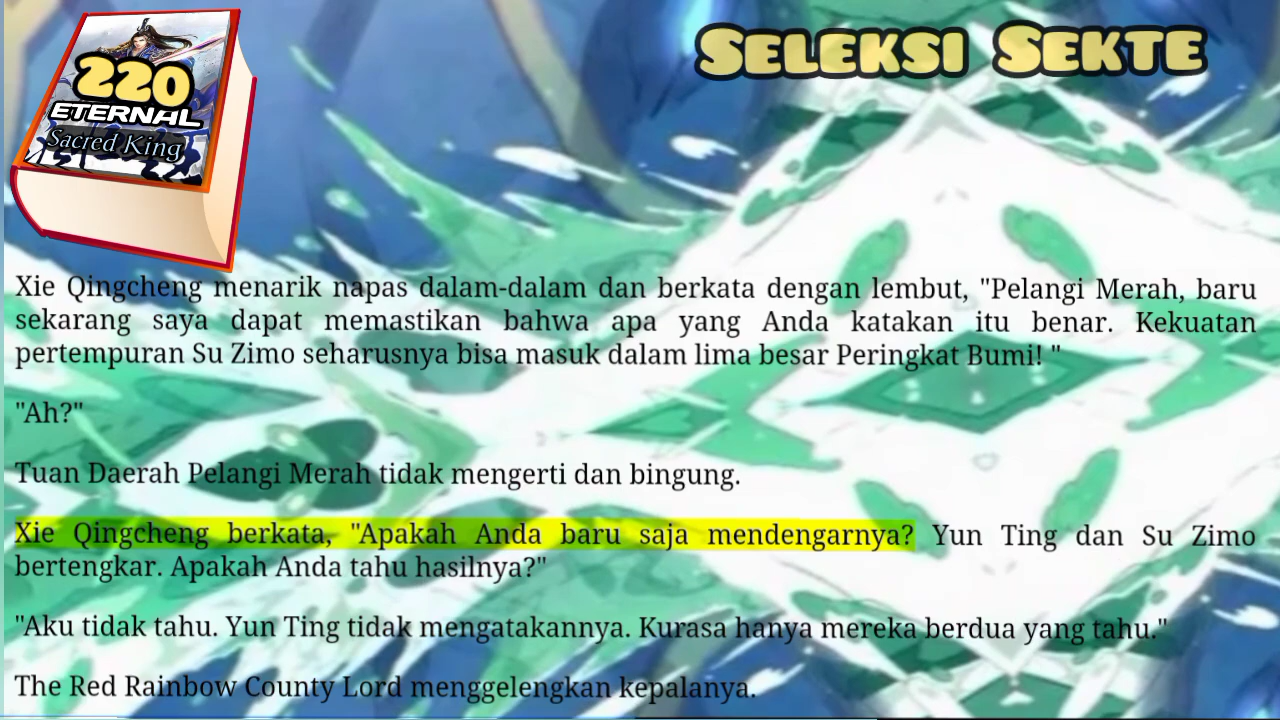 SELEKSI SEKTE
220
ETERNAL
Sacred King
Xie Qingcheng menarik napas dalam-dalam dan berkata dengan lembut, "Pelangi Merah, baru
sekarang saya dapat memastikan bahwa apa yang Anda katakan itu benar. Kekuatan
pertempuran Su Zimo seharusnya bisa masuk dalam lima besar Peringkat Bumi! "
"Ah?"
Tuan Daerah Pelangi Merah tidak mengerti dan bingung.
Xie Qingcheng berkata, "Apakah Anda baru saja mendengarnya? Yun Ting dan Su Zimo
bertengkar. Apakah Anda tahu hasilnya?"
"Aku tidak tahu. Yun Ting tidak mengatakannya. Kurasa hanya mereka berdua yang tahu."
The Red Rainbow County Lord menggelengkan kepalanya.